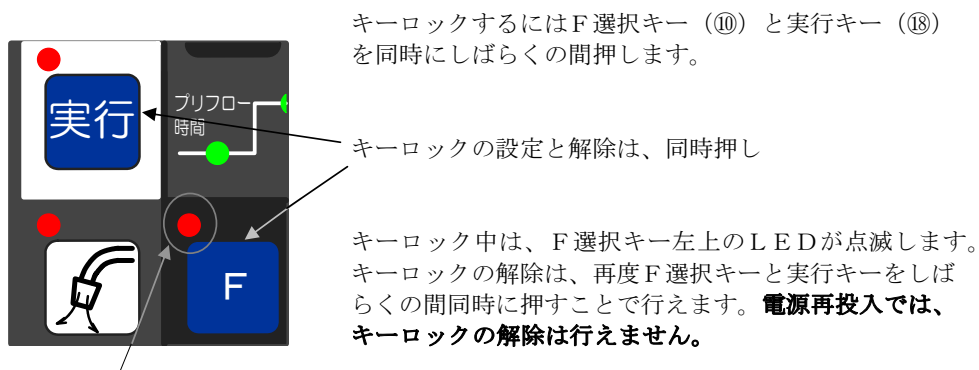 キーロックするにはＦ選択キー（⑩）と実行キー（⑱）
を同時にしばらくの間押します。
実行
プリフロー
時間
キーロックの設定と解除は、同時押し
キーロック中は、Ｆ選択キー左上のＬＥＤが点滅します。
キーロックの解除は、再度Ｆ選択キーと実行キーをしば
らくの間同時に押すことで行えます。電源再投入では、
キーロックの解除は行えません。
F